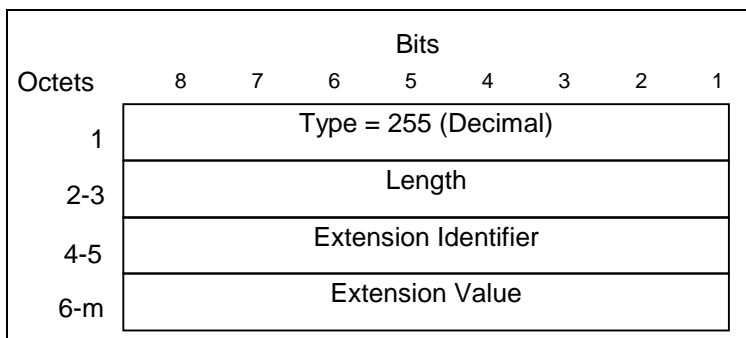 Bits
Octets 8 7 6 5 4 3 2 1
1 Type = 255 (Decimal)
2-3 Length
4-5 Extension Identifier
6-m Extension Value